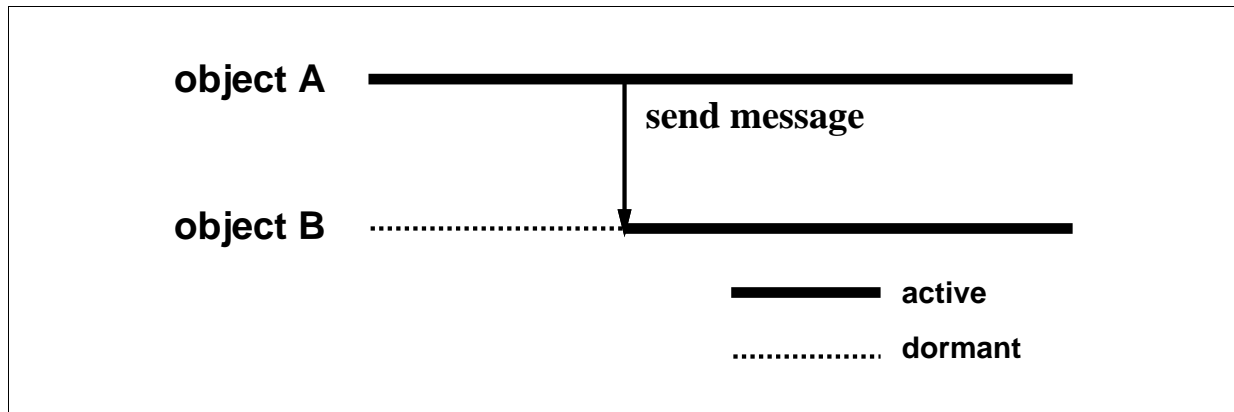 object A
send message
object B
active
dormant